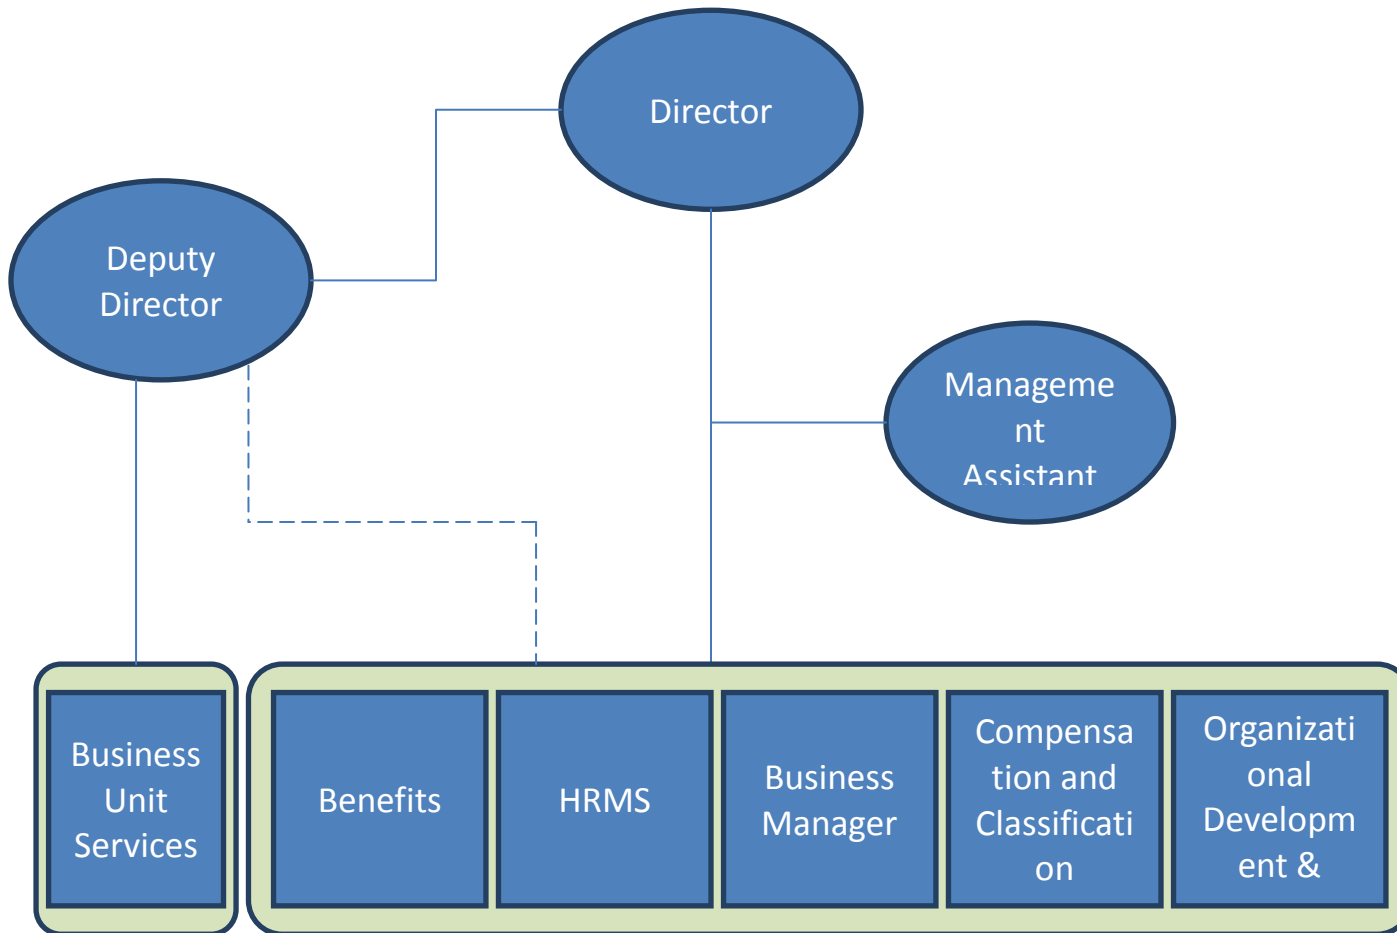 Director
Deputy
Director
Manageme
nt
Assistant
Business
Unit
Services
Benefits
HRMS
Business
Manager
Compensa
tion and
Classificati
on
Organizati
onal
Developm
ent &